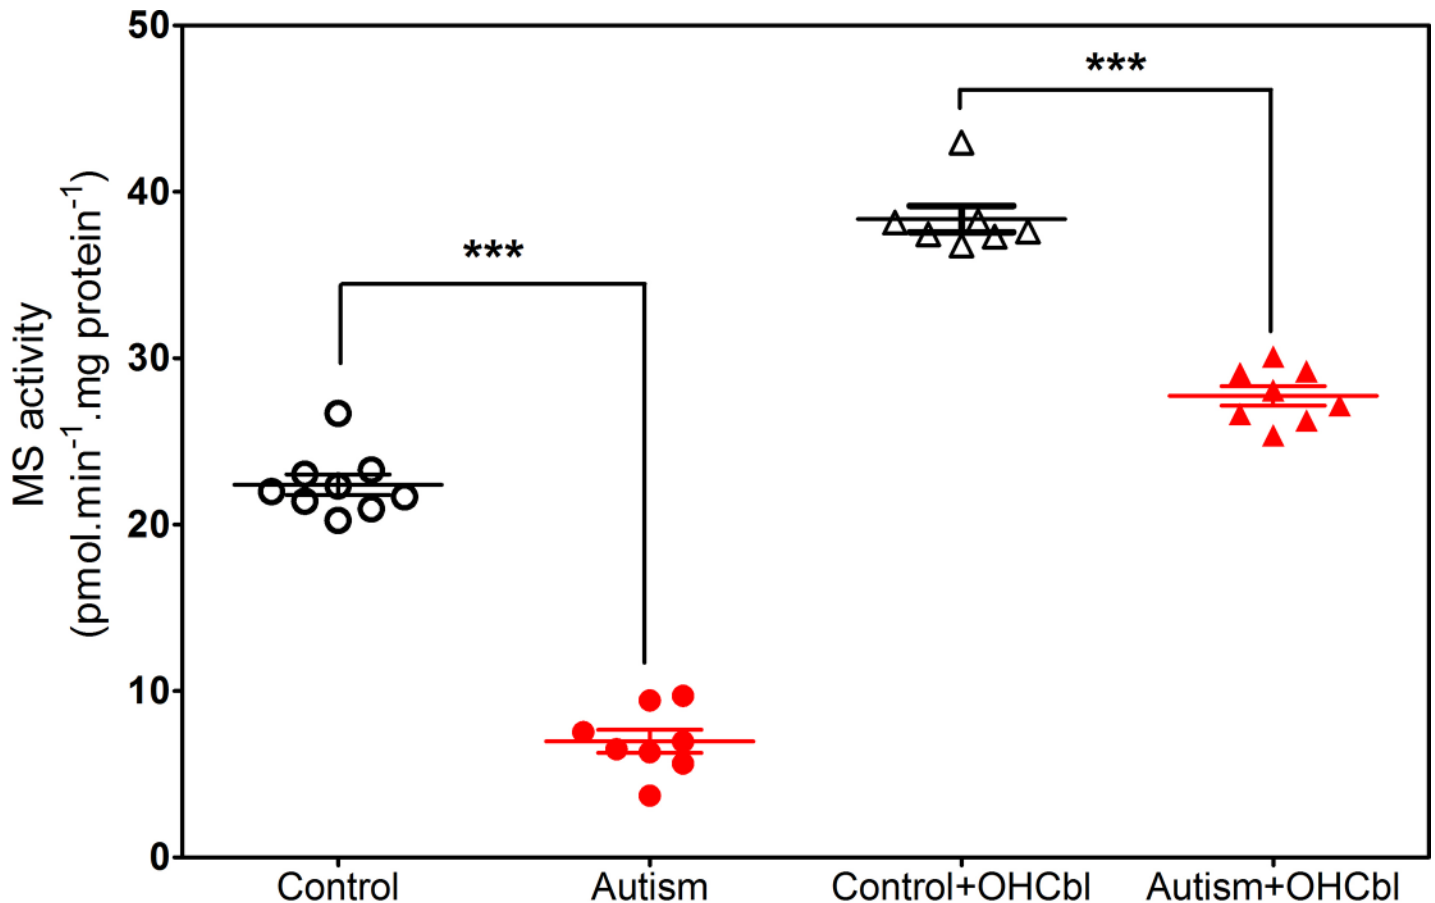 50
40
30
20
10
0
MS activity
(pmol.min⁻¹.mg protein⁻¹)
***
***
Control
Autism
Control+OHCbl
Autism+OHCbl